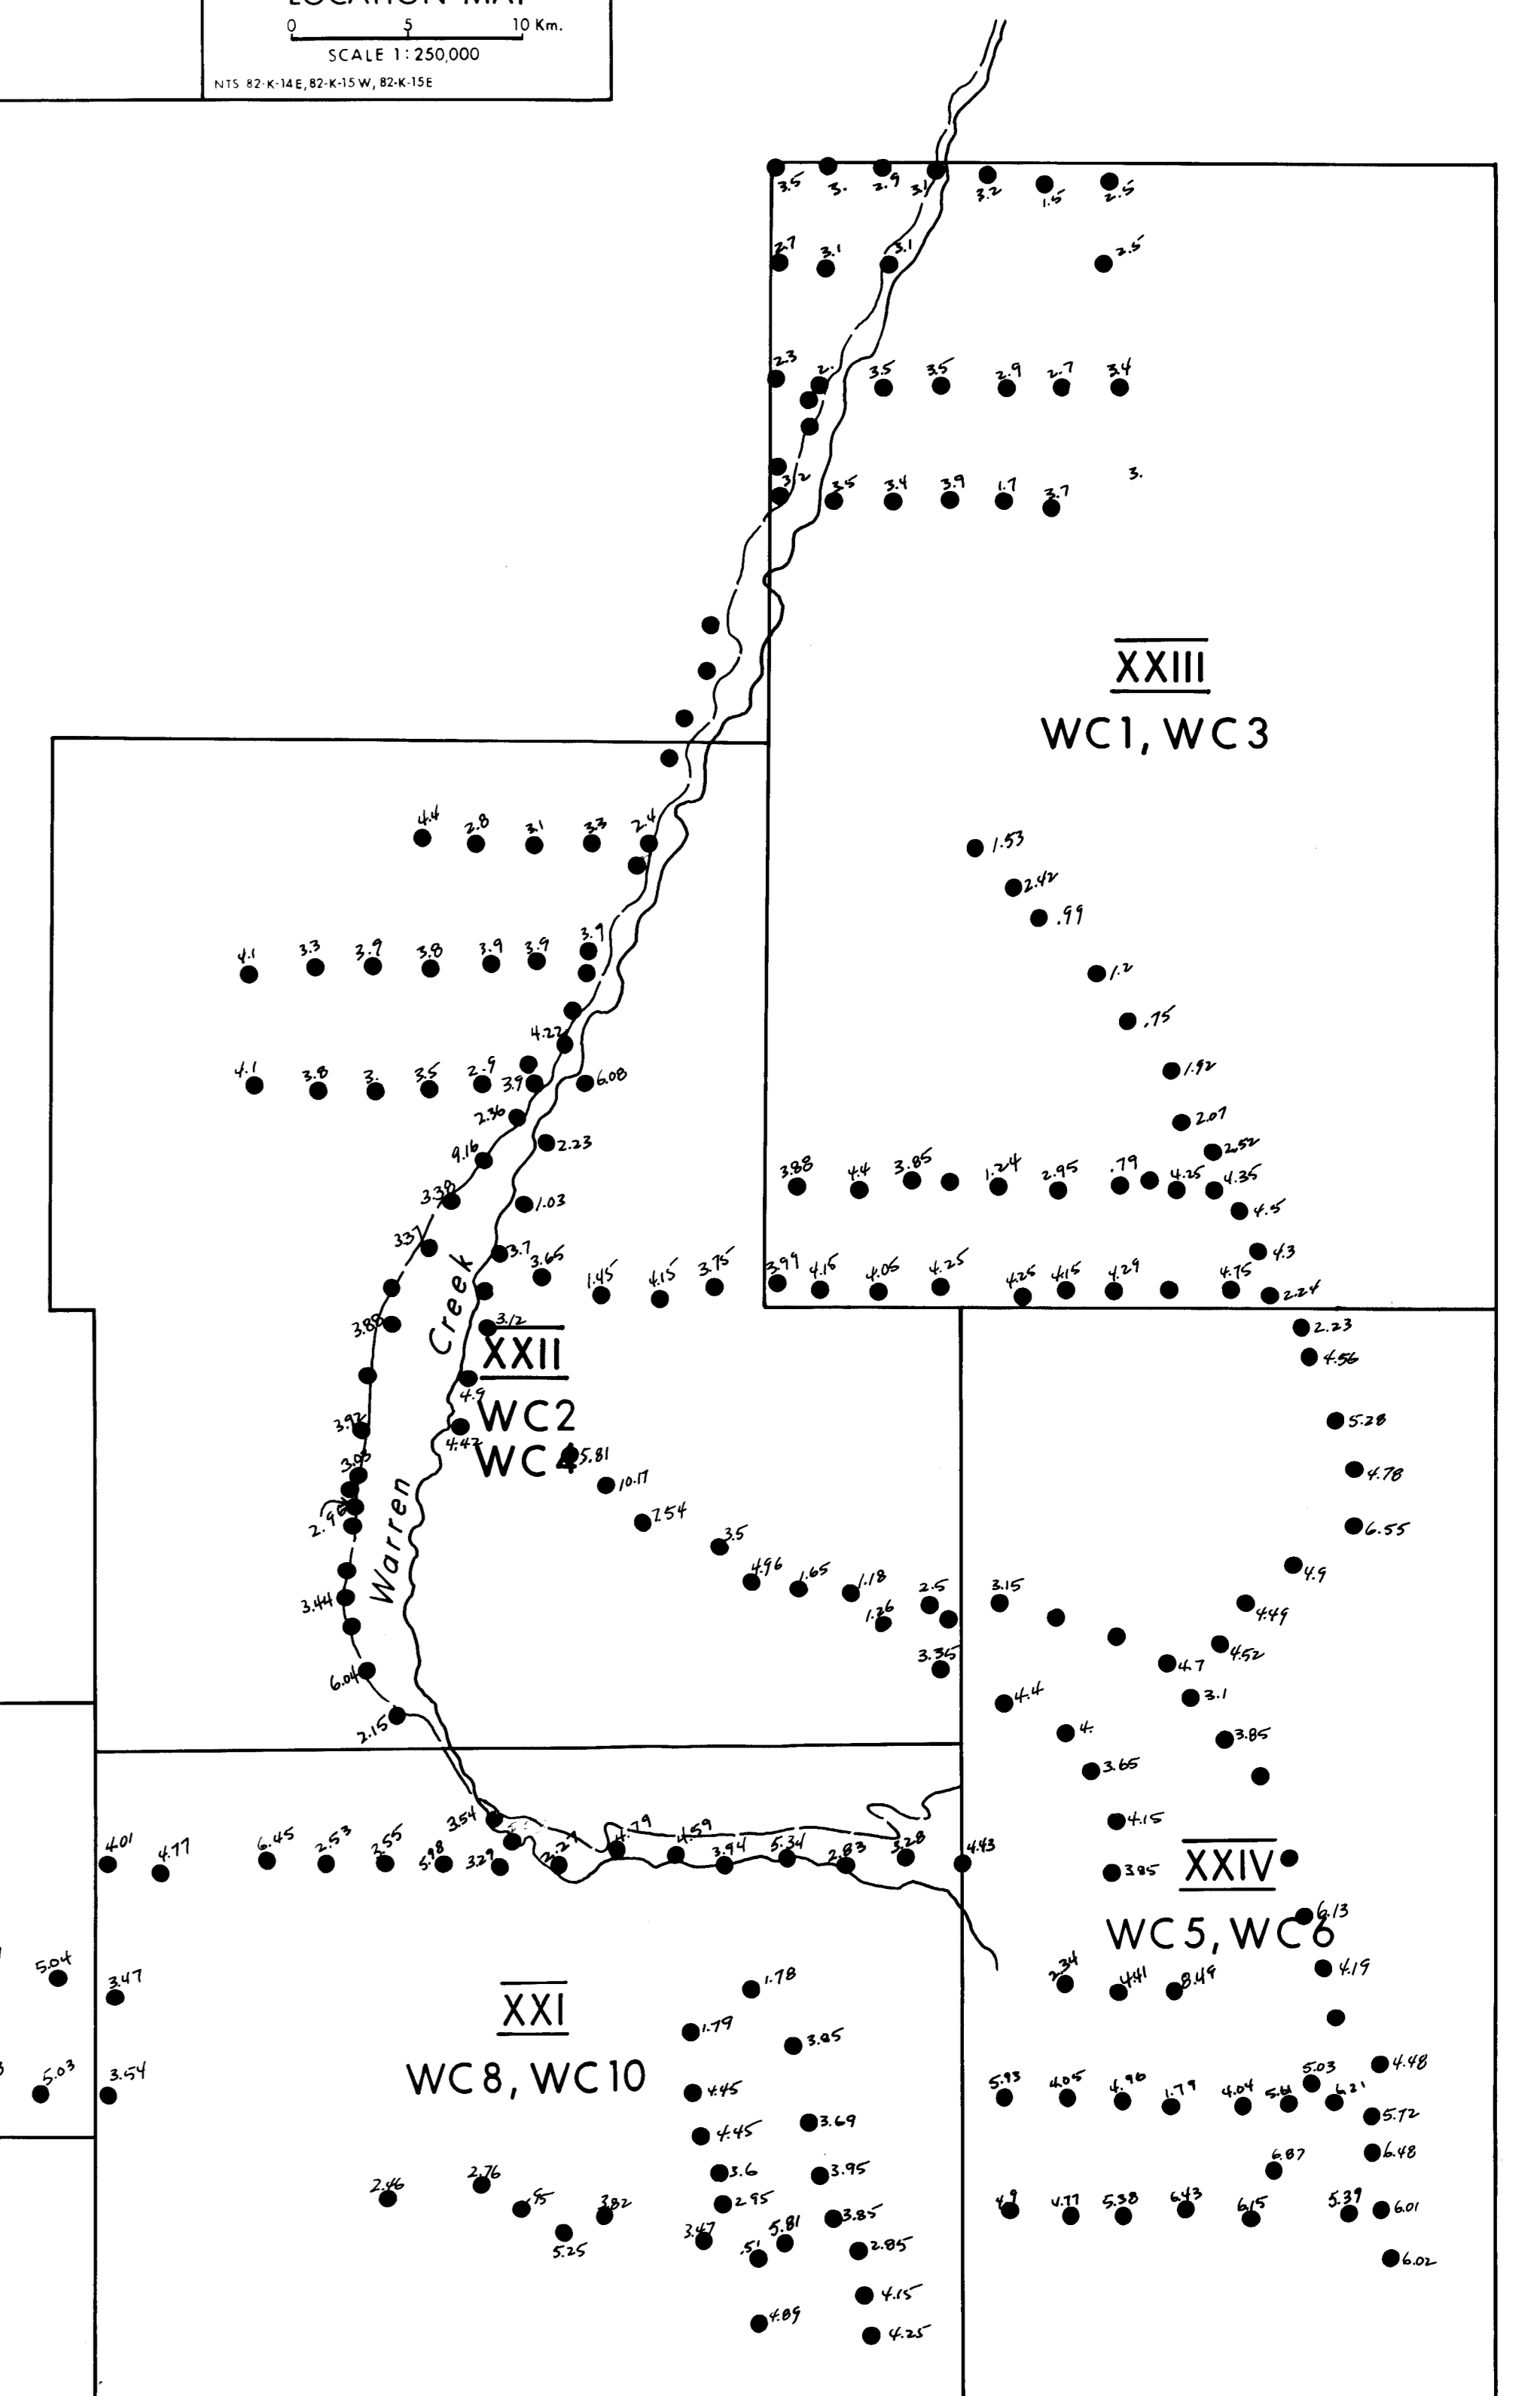 LOCATION MAP
0 5 10 Km.
SCALE 1:250,000
NTS 82-K-14E, 82-K-15W, 82-K-15E
3.5 3. 2.9 3.1 3.2 1.5 2.5
2.7 3.1 3.1 2.5
2.3 2. 3.5 3.5 2.9 2.7 3.4
3.2 3.5 3.4 3.9 1.7 3.7 3.
XXIII
WC1, WC3
4.4 2.8 3.1 3.3 2.4
1.53
2.42
.99
4.1 3.3 3.9 3.8 3.9 3.9 3.9
1.2
.75
4.22
4.1 3.8 3. 3.5 2.9 3.9 6.08
1.92
2.36
2.07
9.16 2.23
2.52
3.38 1.03
3.88 4.4 3.85 1.24 2.95 .79 4.25 4.35
4.5
3.37 3.7 3.65 1.45 4.15 3.75
4.3
3.99 4.15 4.05 4.25 4.25 4.15 4.29 4.75 2.24
Warren Creek
3.88 3.12
2.23
XXII
4.56
4.9
WC2
3.92 4.42
5.28
WC4
5.81
3.03 10.17
4.78
2.96 7.54
6.55
3.5
4.96 1.65 1.18 2.5 3.15
4.9
3.44 1.26
4.49
6.04 3.35
4.52
4.7
2.15 4.4 3.1
4. 3.85
3.65
3.54 4.15
4.01 4.77 6.45 2.53 3.55 5.98 3.29 2.27 4.79 4.59 3.94 5.34 2.83 3.28 4.43
3.85
XXIV
6.13
WC5, WC6
5.04 3.47
1.78 2.34 4.41 8.49 4.19
XXI
1.79 3.85
WC8, WC10
5.03 3.54 4.45
5.93 4.05 4.96 1.79 4.04 5.61 5.03 6.21 4.48
4.45 3.69 5.72
3.6 3.95 6.87 6.48
2.46 2.76 .95 3.82 2.95 3.85
4.9 4.77 5.38 6.43 6.15 5.39 6.01
5.25 3.47 .51 5.81 2.85
6.02
4.15
4.89 4.25